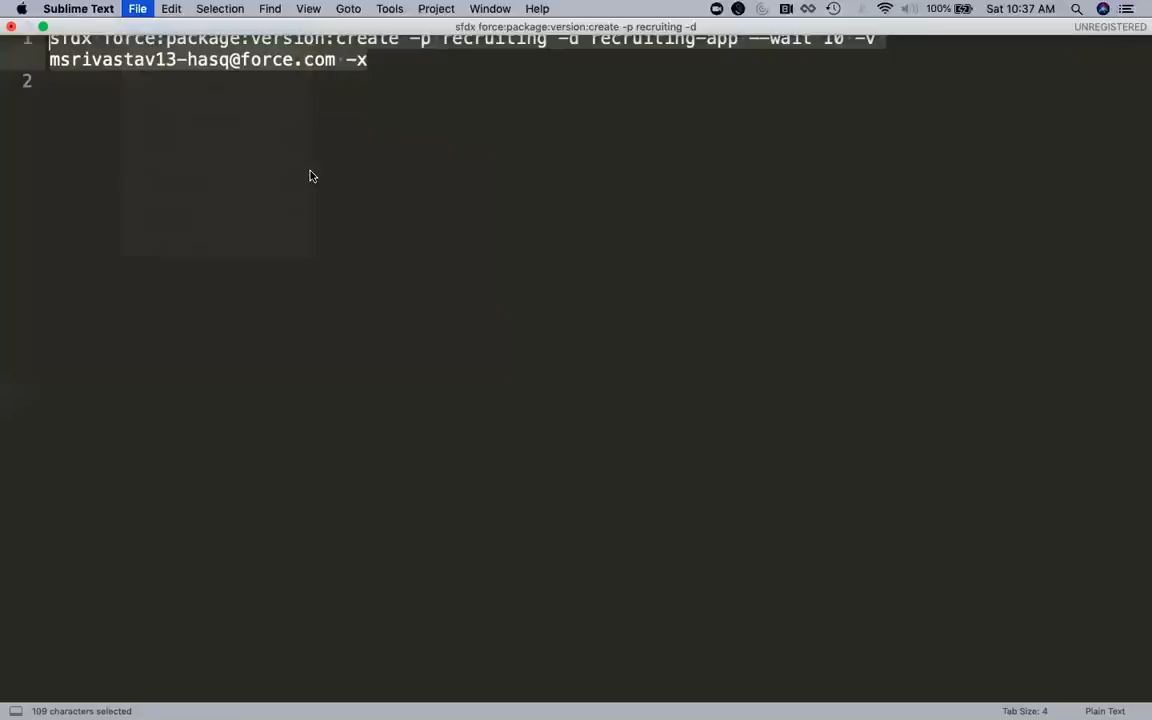 Sublime Text File Edit Selection Find View Goto Tools Project Window Help 100% Sat 10:37 AM
sfdx force:package:version:create -p recruiting -d UNREGISTERED
1 sfdx force:package:version:create -p recruiting -d recruiting-app --wait 10 -v
msrivastav13-hasq@force.com -x
2
109 characters selected Tab Size: 4 Plain Text